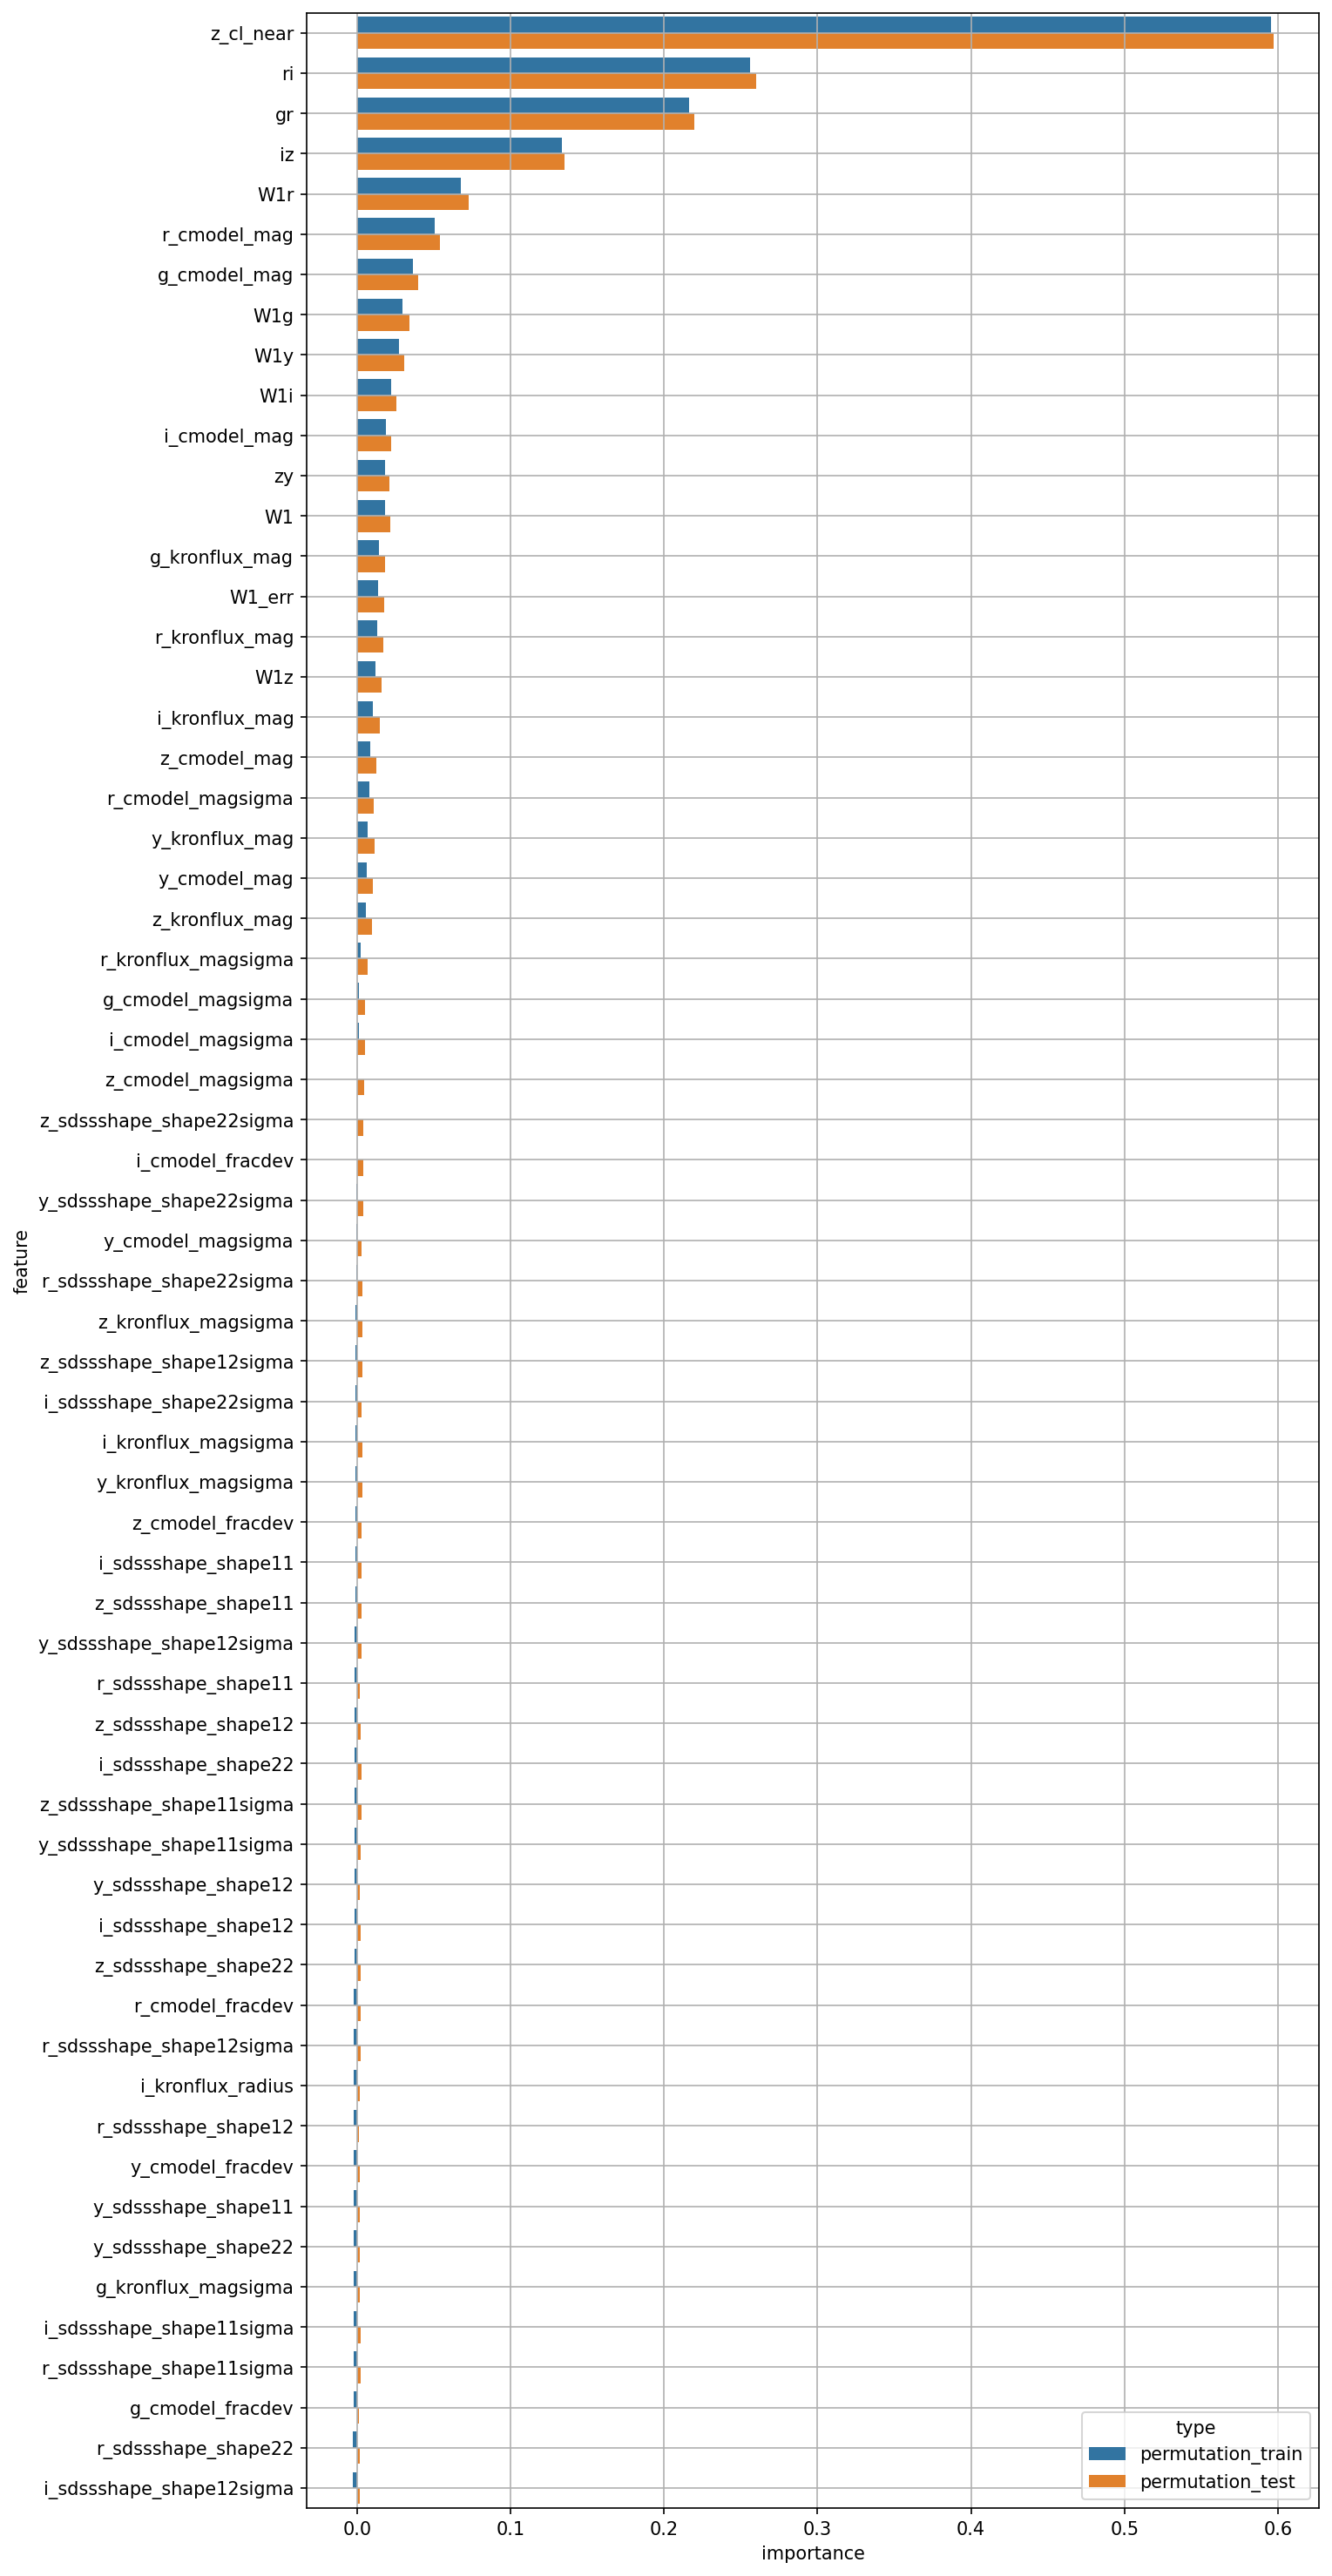 z_cl_near
ri
gr
iz
W1r
r_cmodel_mag
g_cmodel_mag
W1g
W1y
W1i
i_cmodel_mag
zy
W1
g_kronflux_mag
W1_err
r_kronflux_mag
W1z
i_kronflux_mag
z_cmodel_mag
r_cmodel_magsigma
y_kronflux_mag
y_cmodel_mag
z_kronflux_mag
r_kronflux_magsigma
g_cmodel_magsigma
i_cmodel_magsigma
z_cmodel_magsigma
z_sdssshape_shape22sigma
i_cmodel_fracdev
y_sdssshape_shape22sigma
y_cmodel_magsigma
feature
r_sdssshape_shape22sigma
z_kronflux_magsigma
z_sdssshape_shape12sigma
i_sdssshape_shape22sigma
i_kronflux_magsigma
y_kronflux_magsigma
z_cmodel_fracdev
i_sdssshape_shape11
z_sdssshape_shape11
y_sdssshape_shape12sigma
r_sdssshape_shape11
z_sdssshape_shape12
i_sdssshape_shape22
z_sdssshape_shape11sigma
y_sdssshape_shape11sigma
y_sdssshape_shape12
i_sdssshape_shape12
z_sdssshape_shape22
r_cmodel_fracdev
r_sdssshape_shape12sigma
i_kronflux_radius
r_sdssshape_shape12
y_cmodel_fracdev
y_sdssshape_shape11
y_sdssshape_shape22
g_kronflux_magsigma
i_sdssshape_shape11sigma
r_sdssshape_shape11sigma
g_cmodel_fracdev
r_sdssshape_shape22
i_sdssshape_shape12sigma
type
permutation_train
permutation_test
0.0 0.1 0.2 0.3 0.4 0.5 0.6
importance